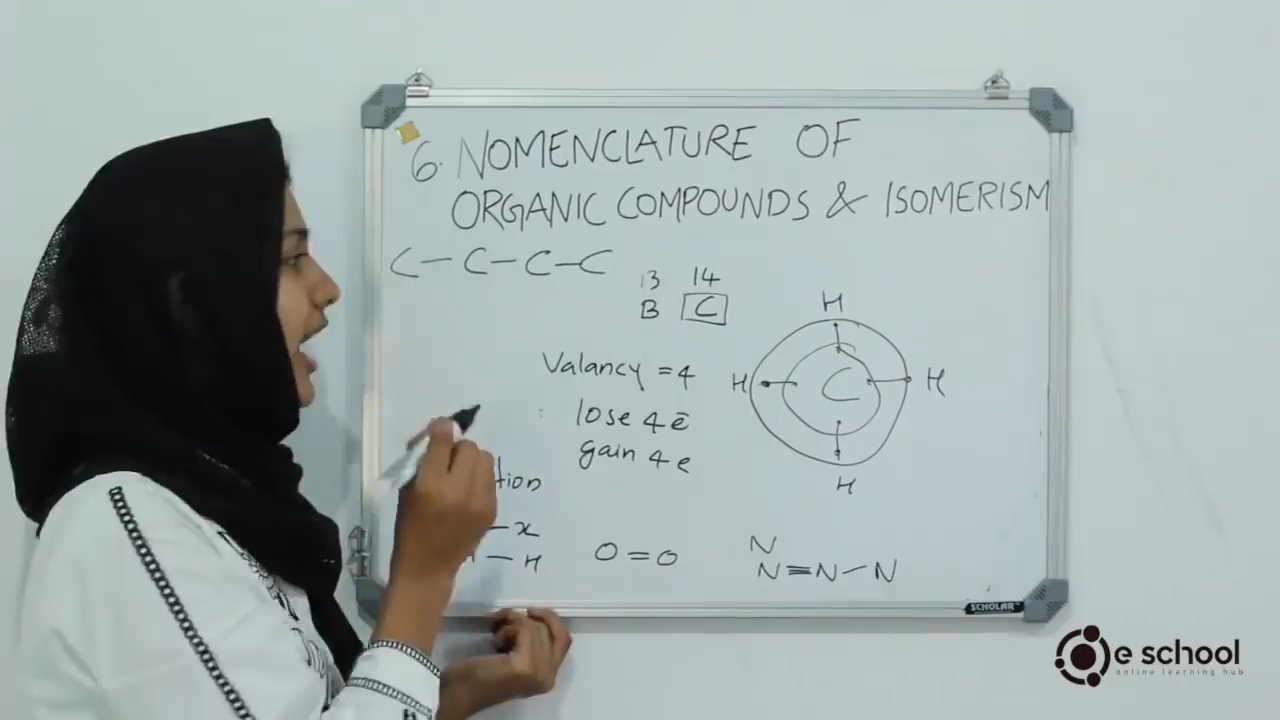 6. NOMENCLATURE OF
ORGANIC COMPOUNDS & ISOMERISM
C - C - C - C
13 14
B C
H
Valancy = 4
H C H
lose 4 ē
gain 4 e
H
- x
- H
O = O
N
N ≡ N - N
SCHOLAR
e school
online learning hub